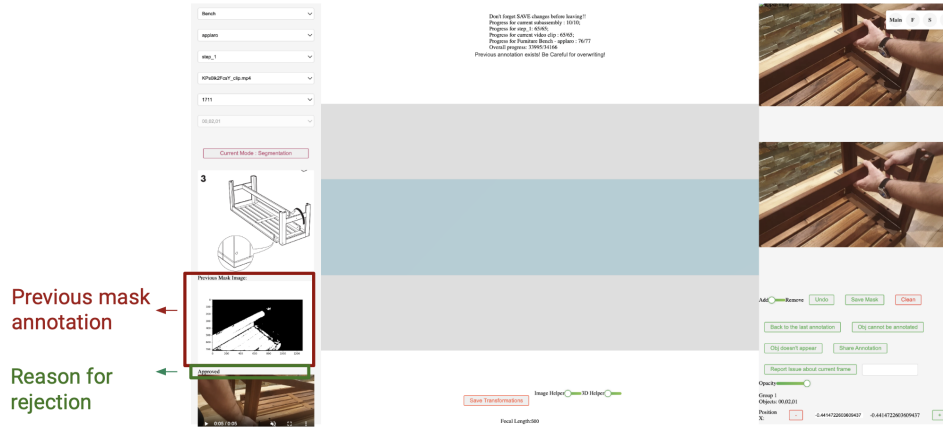 Bench
applaro
step_1
1711
00,02,01
Current Mode : Segmentation
3
Previous Mask Image:
Previous mask
annotation
Approved
Reason for
rejection
0:05 / 0:05
Don't forget SAVE changes before leaving!!
Progress for current subassembly : 10/10;
Progress for step_1: 65/65;
Progress for current video clip : 65/65;
Progress for Furniture Bench - applaro : 76/77
Overall progress: 33995/34166
Previous annotation exists! Be Careful for overwriting!
Save Transformations
Image Helper
3D Helper
Focal Length:500
Main F S
Add Remove Undo Save Mask Clean
Back to the last annotation Obj cannot be annotated
Obj doesn't appear Share Annotation
Report Issue about current frame
Opacity
Group 1
Objects: 00,02,01
Position
X: - -0.4414722603609437 -0.4414722603609437 +